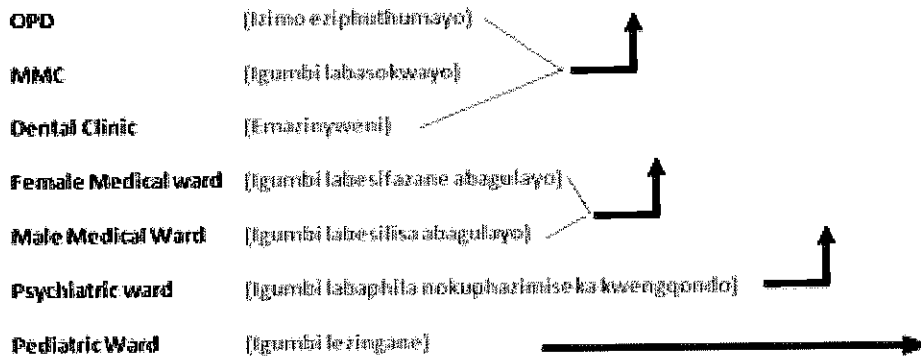 OPD (Izimo eziphuthumayo)
MMC (Igumbi labasokwayo)
Dental Clinic (Emazinyweni)
Female Medical ward (Igumbi labesifazane abagulayo)
Male Medical Ward (Igumbi labesilisa abagulayo)
Psychiatric ward (Igumbi labaphila nokuphazimiseka kwengqondo)
Pediatric Ward (Igumbi lezingane)